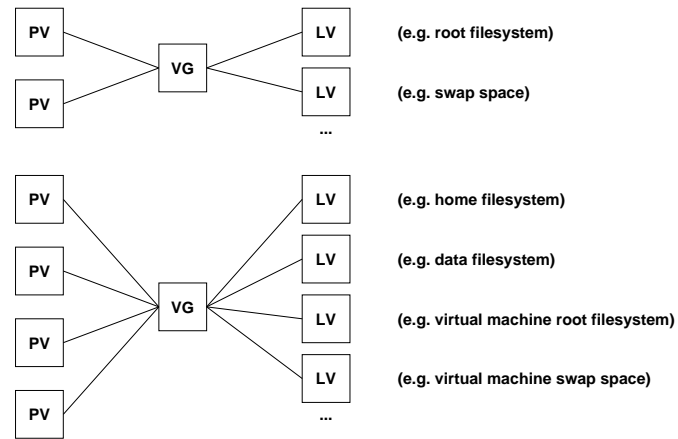 PV LV (e.g. root filesystem)
VG
PV LV (e.g. swap space)
...
PV LV (e.g. home filesystem)
PV LV (e.g. data filesystem)
VG
PV LV (e.g. virtual machine root filesystem)
LV (e.g. virtual machine swap space)
PV ...